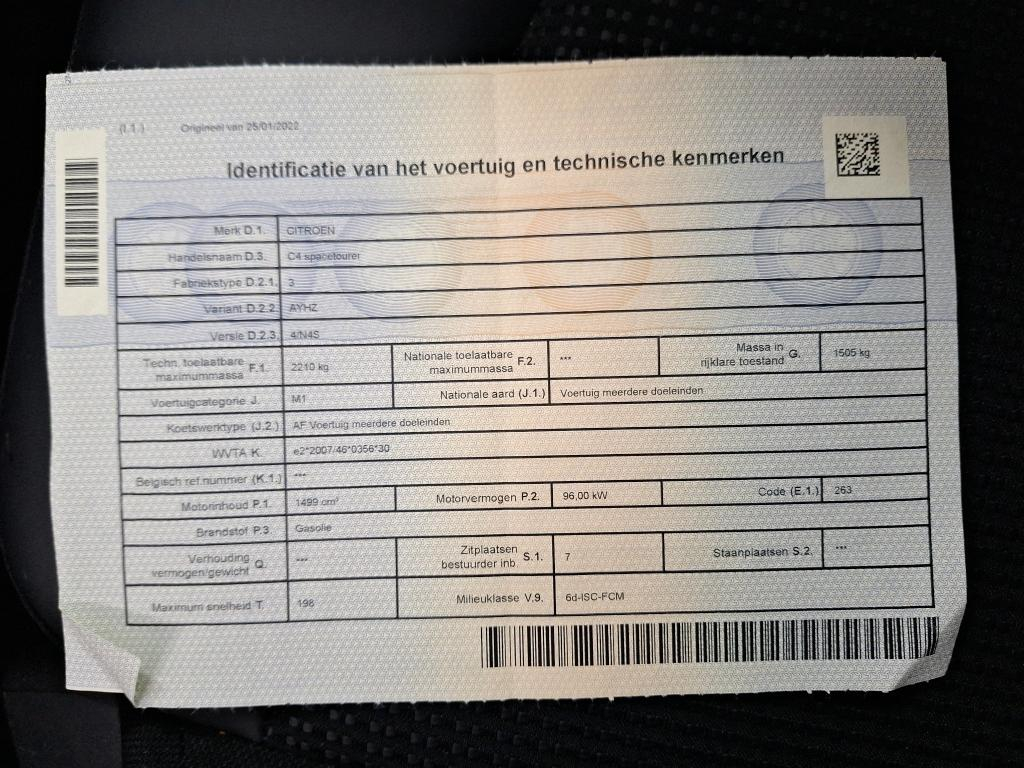 (I.1.) Origineel van 25/01/2022
Identificatie van het voertuig en technische kenmerken
Merk D.1. CITROEN
Handelsnaam D.3. C4 spacetourer
Fabriekstype D.2.1. 3
Variant D.2.2. AYHZ
Versie D.2.3. 4/N4S
Techn. toelaatbare maximummassa F.1. 2210 kg Nationale toelaatbare maximummassa F.2. *** Massa in rijklare toestand G. 1505 kg
Voertuigcategorie J. M1 Nationale aard (J.1.) Voertuig meerdere doeleinden
Koetswerktype (J.2.) AF Voertuig meerdere doeleinden
WVTA K. e2*2007/46*0356*30
Belgisch ref.nummer (K.1.) ***
Motorinhoud P.1. 1499 cm³ Motorvermogen P.2. 96,00 kW Code (E.1.) 263
Brandstof P.3. Gasolie
Verhouding vermogen/gewicht Q. *** Zitplaatsen bestuurder inb. S.1. 7 Staanplaatsen S.2. ***
Maximum snelheid T. 198 Milieuklasse V.9. 6d-ISC-FCM